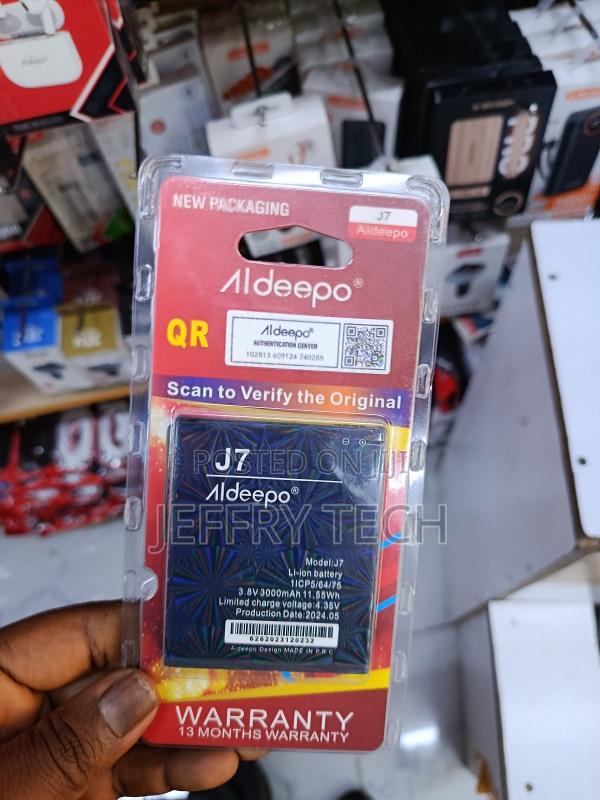 NEW PACKAGING
J7
Aldeepo
Aldeepo®
QR
Aldeepo®
AUTHENTICATION CENTER
102813 609124 740289
Scan to Verify the Original
J7
Aldeepo®
POSTED ON JIJI
JEFFRY TECH
Model:J7
Li-ion battery
1ICP5/64/75
3.8V 3000mAh 11.55Wh
Limited charge voltage:4.35V
Production Date:2024.05
6262023120232
Aldeepo Design MADE IN P.R.C
WARRANTY
13 MONTHS WARRANTY